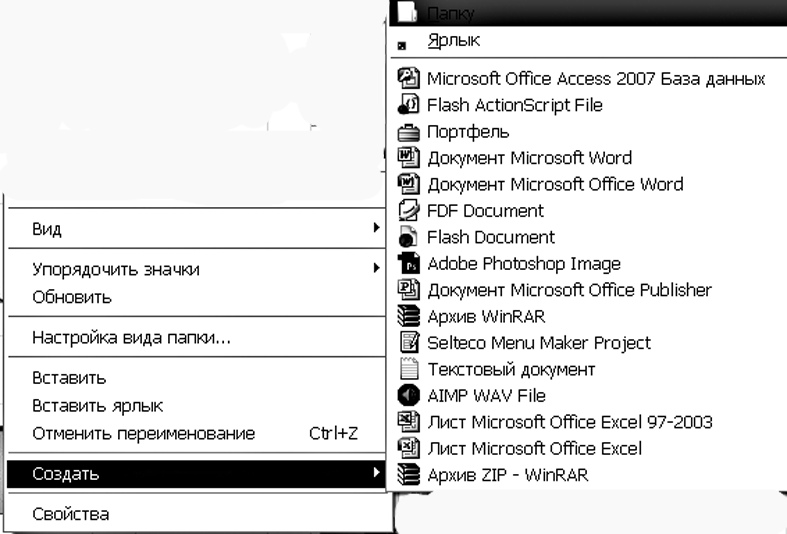 Вид
Упорядочить значки
Обновить
Настройка вида папки...
Вставить
Вставить ярлык
Отменить переименование Ctrl+Z
Создать
Свойства
Папку
Ярлык
Microsoft Office Access 2007 База данных
Flash ActionScript File
Портфель
Документ Microsoft Word
Документ Microsoft Office Word
FDF Document
Flash Document
Adobe Photoshop Image
Документ Microsoft Office Publisher
Архив WinRAR
Selteco Menu Maker Project
Текстовый документ
AIMP WAV File
Лист Microsoft Office Excel 97-2003
Лист Microsoft Office Excel
Архив ZIP - WinRAR